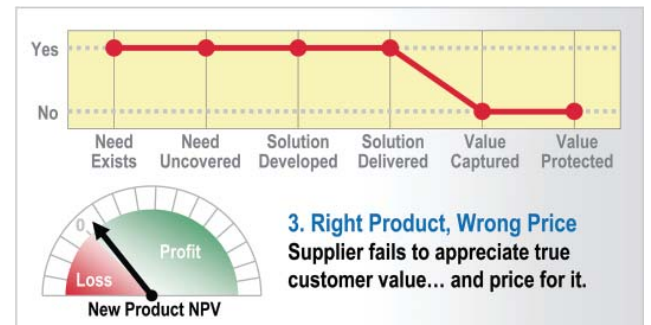 Yes
No
Need Exists
Need Uncovered
Solution Developed
Solution Delivered
Value Captured
Value Protected
0
Loss
Profit
New Product NPV
3. Right Product, Wrong Price
Supplier fails to appreciate true
customer value… and price for it.